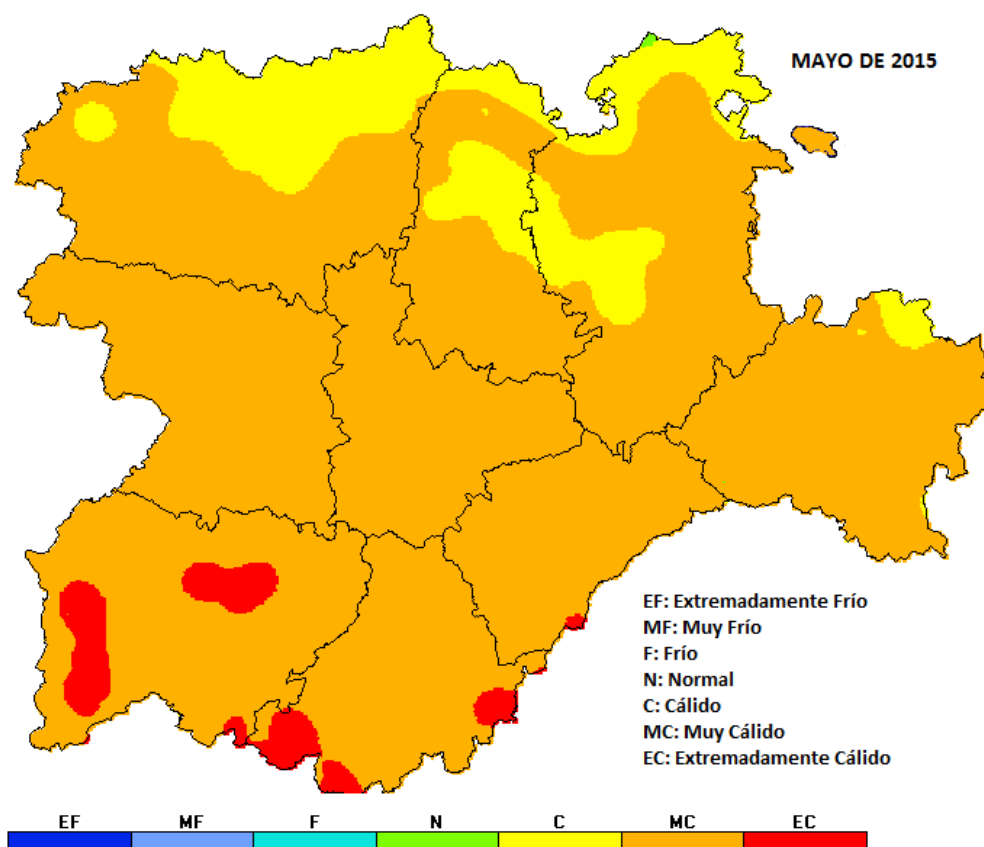 MAYO DE 2015
EF: Extremadamente Frío
MF: Muy Frío
F: Frío
N: Normal
C: Cálido
MC: Muy Cálido
EC: Extremadamente Cálido
EF MF F N C MC EC